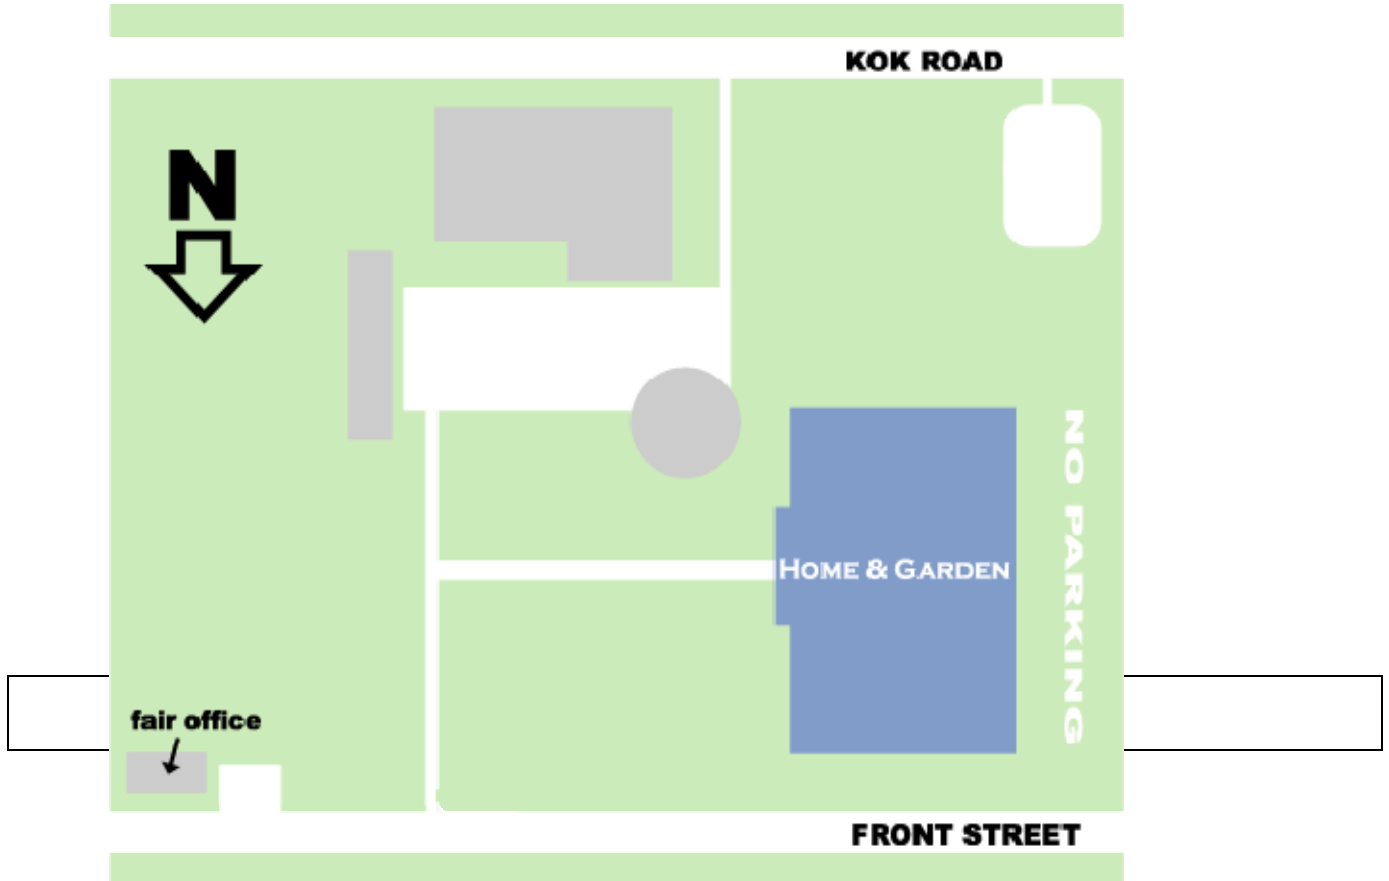 KOK ROAD
N
NO PARKING
HOME & GARDEN
fair office
FRONT STREET